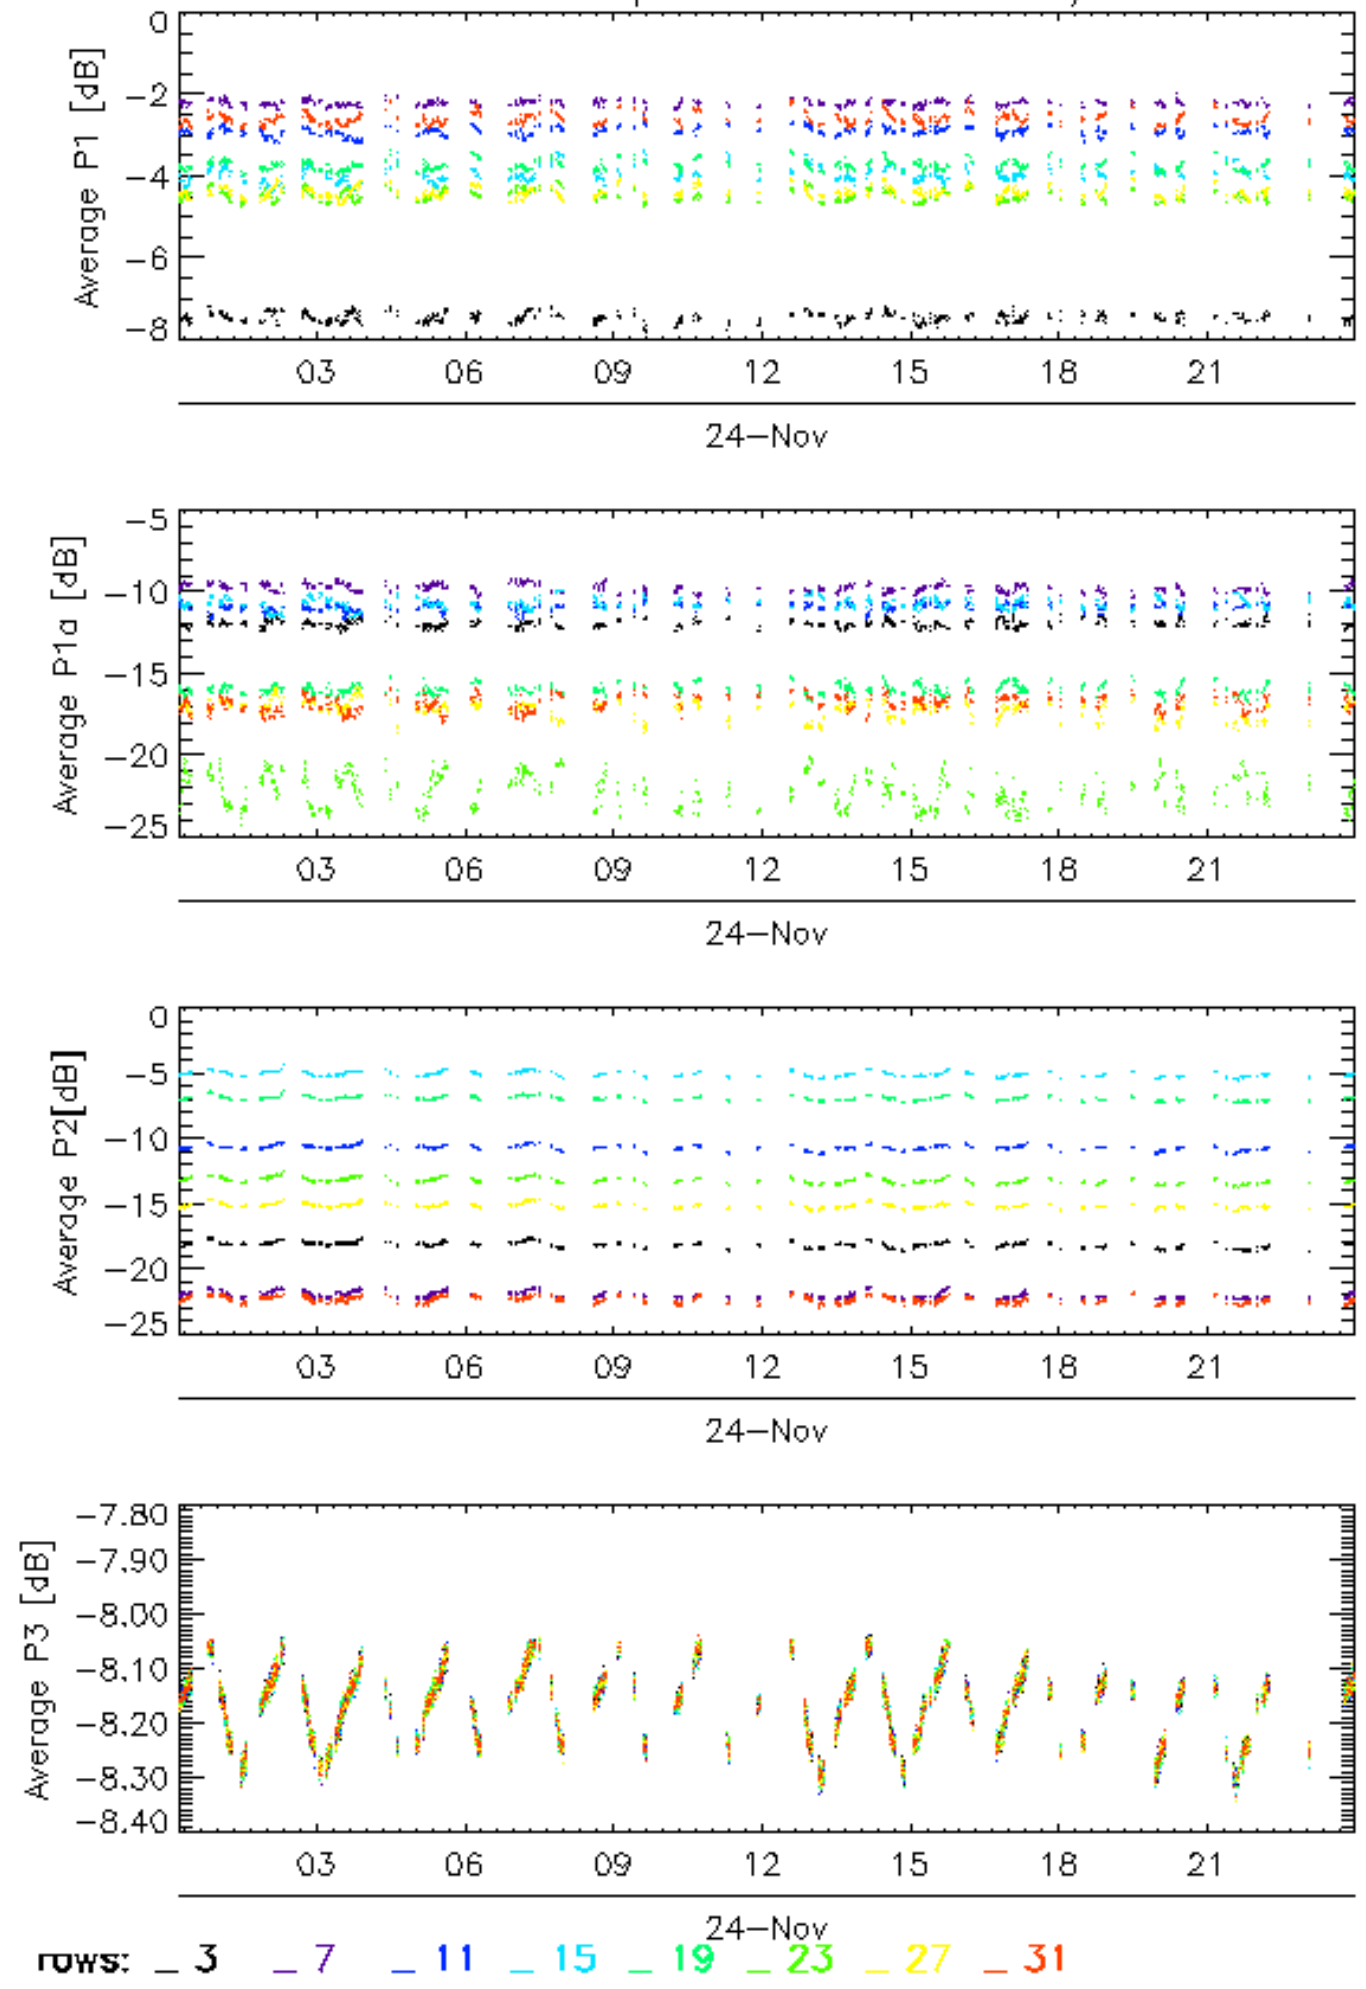 0
−2
−4
−6
−8
Average P1 [dB]
03 06 09 12 15 18 21
24−Nov
−5
−10
−15
−20
−25
Average P1a [dB]
03 06 09 12 15 18 21
24−Nov
0
−5
−10
−15
−20
−25
Average P2[dB]
03 06 09 12 15 18 21
24−Nov
−7.80
−7.90
−8.00
−8.10
−8.20
−8.30
−8.40
Average P3 [dB]
03 06 09 12 15 18 21
24−Nov
rows: _ 3 _ 7 _ 11 _ 15 _ 19 _ 23 _ 27 _ 31